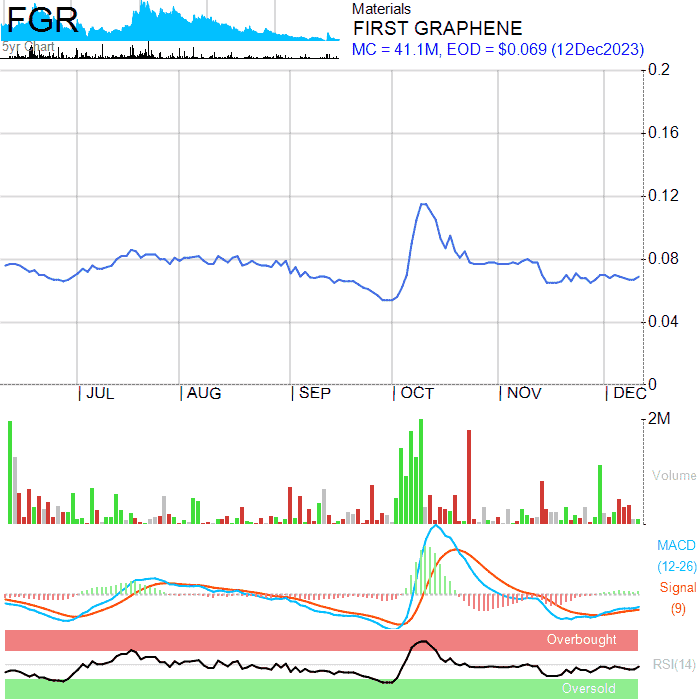 FGR
5yr Chart
Materials
FIRST GRAPHENE
MC = 41.1M, EOD = $0.069 (12Dec2023)
0.2
0.16
0.12
0.08
0.04
0
JUL AUG SEP OCT NOV DEC
2M
Volume
MACD
(12-26)
Signal
(9)
Overbought
RSI(14)
Oversold